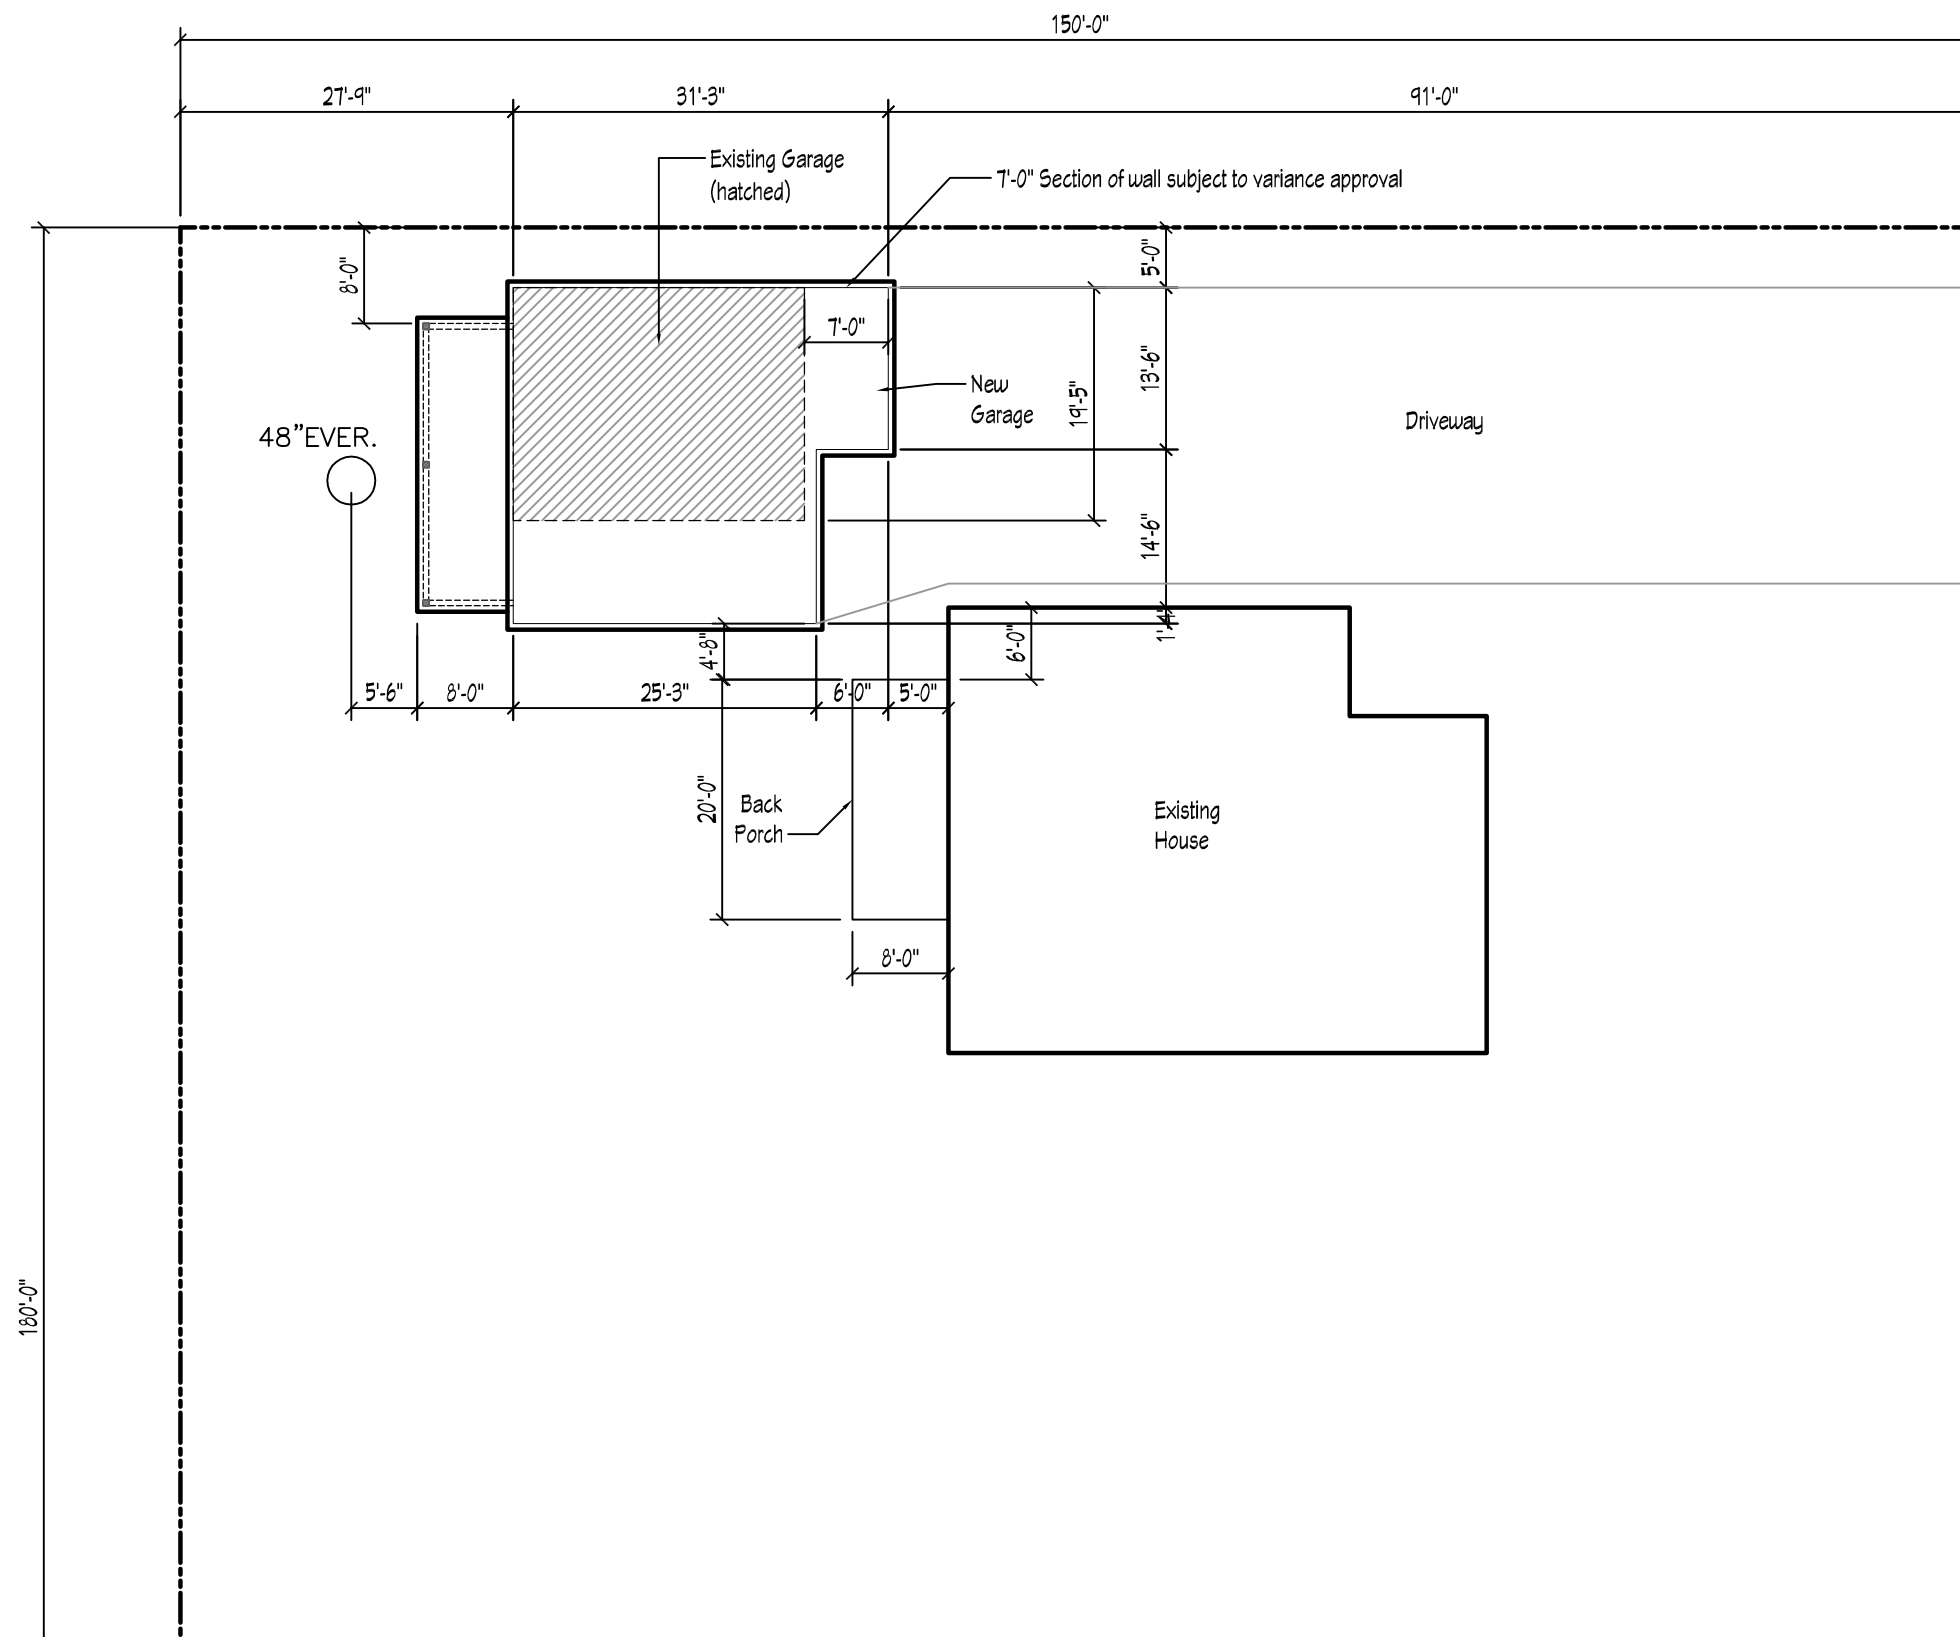 150'-0"
27'-9"
31'-3"
91'-0"
Existing Garage
(hatched)
7'-0" Section of wall subject to variance approval
8'-0"
5'-0"
7'-0"
13'-6"
New
Garage
19'-5"
Driveway
48”EVER.
14'-6"
1'-4"
4'-8"
6'-0"
5'-6"
8'-0"
25'-3"
6'-0"
5'-0"
20'-0"
Back
Porch
Existing
House
8'-0"
180'-0"